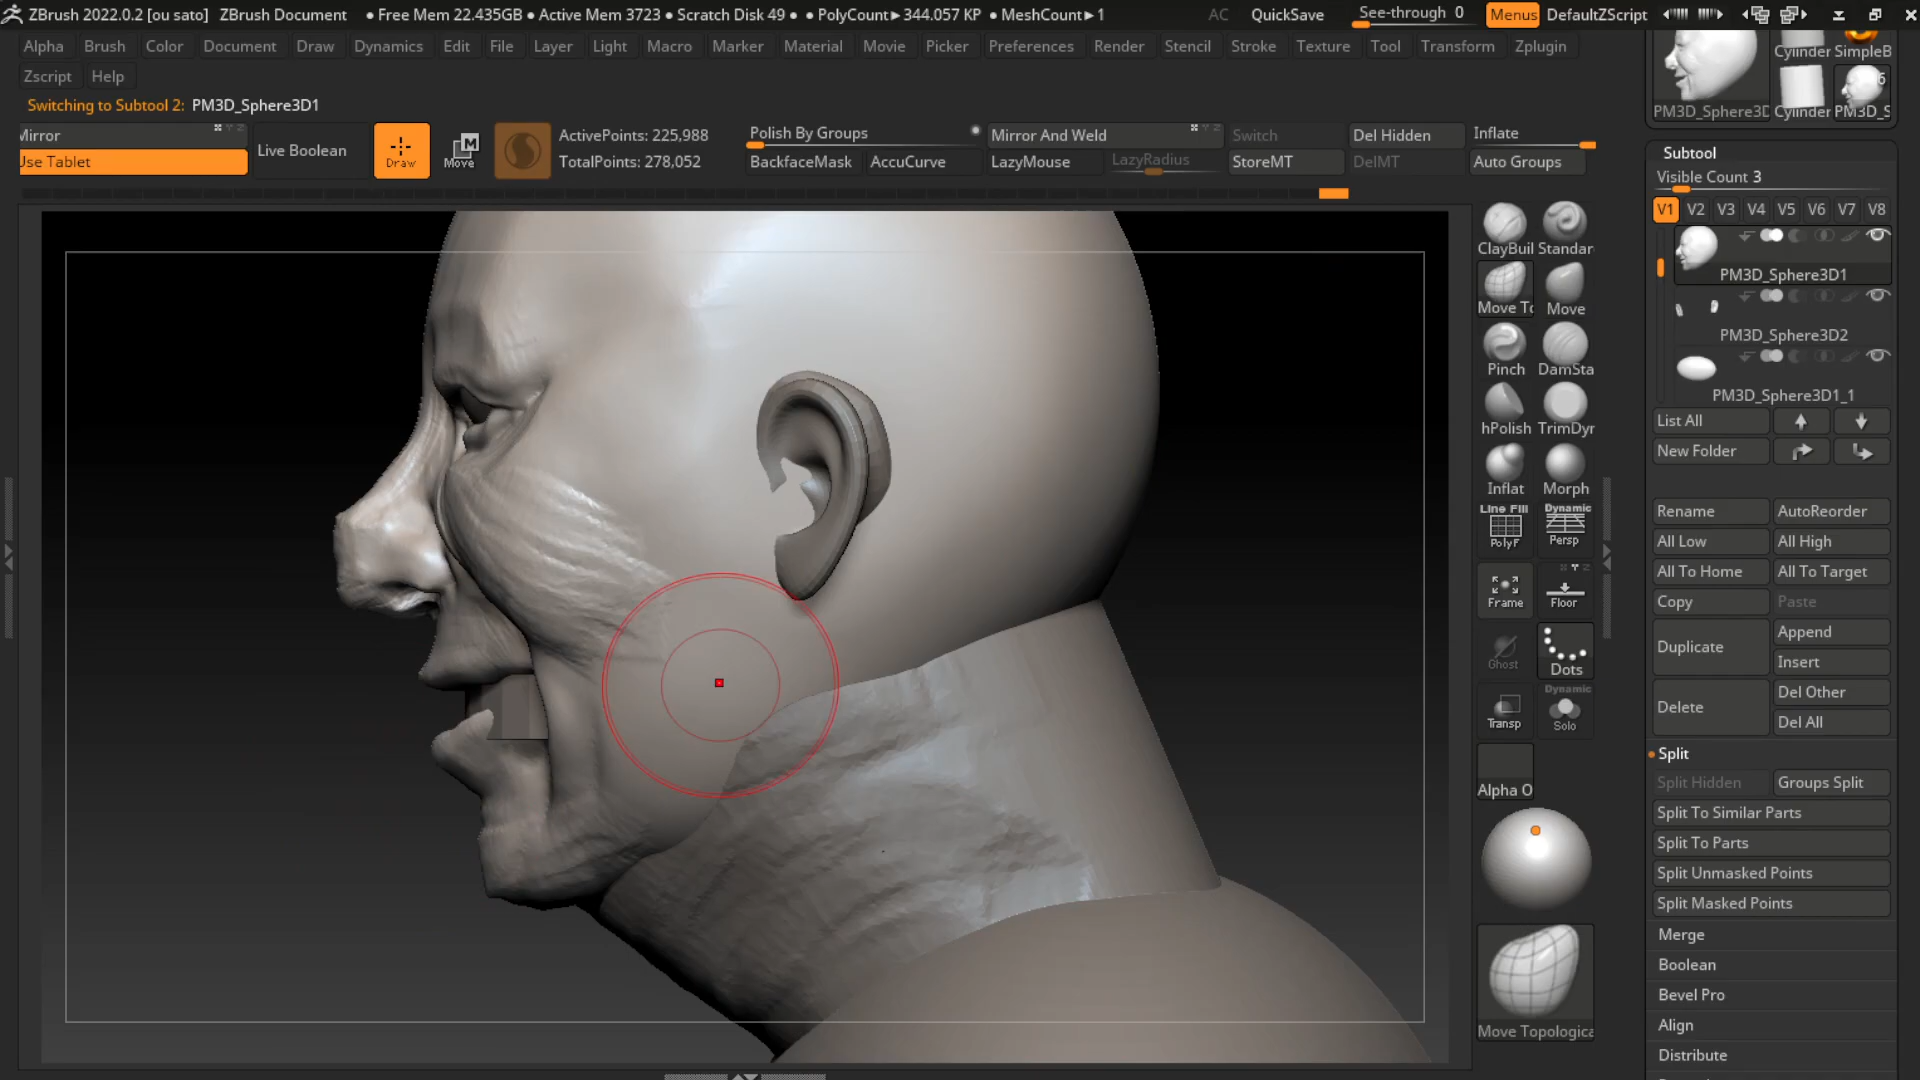 ZBrush 2022.0.2 [ou sato] ZBrush Document • Free Mem 22.435GB • Active Mem 3723 • Scratch Disk 49 • • PolyCount▶344.057 KP • MeshCount▶1 AC QuickSave See-through 0 Menus DefaultZScript
Alpha Brush Color Document Draw Dynamics Edit File Layer Light Macro Marker Material Movie Picker Preferences Render Stencil Stroke Texture Tool Transform Zplugin
Zscript Help
Switching to Subtool 2: PM3D_Sphere3D1
Mirror
Use Tablet
Live Boolean
Draw
Move
ActivePoints: 225,988
TotalPoints: 278,052
Polish By Groups
BackfaceMask AccuCurve
Mirror And Weld
LazyMouse LazyRadius
Switch
StoreMT
Del Hidden
DelMT
Inflate
Auto Groups
Cylinder SimpleB
6
PM3D_Sphere3D Cylinder PM3D_S
Subtool
Visible Count 3
V1 V2 V3 V4 V5 V6 V7 V8
PM3D_Sphere3D1
PM3D_Sphere3D2
PM3D_Sphere3D1_1
List All
New Folder
Rename AutoReorder
All Low All High
All To Home All To Target
Copy Paste
Duplicate Append
Insert
Delete Del Other
Del All
Split
Split Hidden Groups Split
Split To Similar Parts
Split To Parts
Split Unmasked Points
Split Masked Points
Merge
Boolean
Bevel Pro
Align
Distribute
ClayBuil Standar
Move To Move
Pinch DamSta
hPolish TrimDyr
Inflat Morph
Line Fill Dynamic
PolyF Persp
Frame Floor
Ghost Dots
Dynamic
Transp Solo
Alpha O
Move Topologica